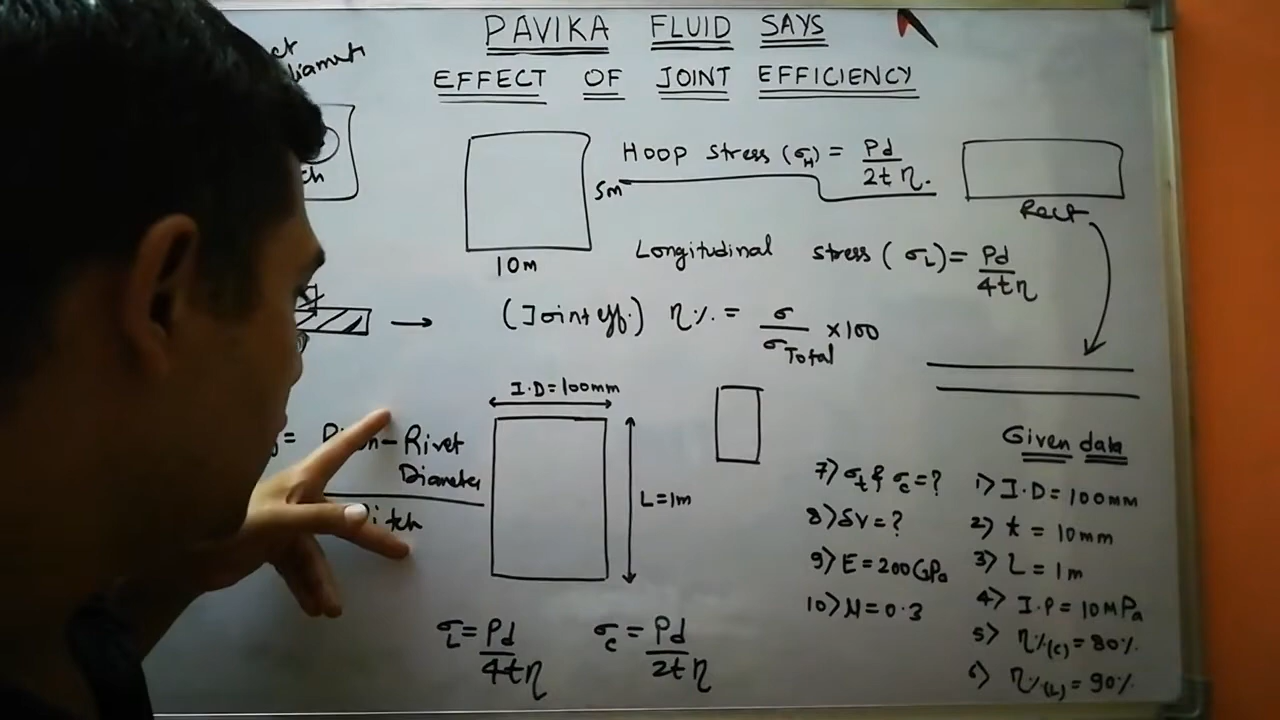 PAVIKA FLUID SAYS
EFFECT OF JOINT EFFICIENCY
5m
10m
Hoop stress (σH) = Pd / 2tη.
Rect
Longitudinal stress (σL) = Pd / 4tη
(Joint eff.) η% = σ / σTotal ×100
I.D = 100mm
L = 1m
= Pitch - Rivet Diameter / Pitch
σL = Pd / 4tη
σc = Pd / 2tη
Given data
1) I.D = 100mm
2) t = 10mm
3) L = 1m
4) I.P = 10MPa
5) η%(C) = 80%
6) η%(L) = 90%
7) σt & σc = ?
8) δV = ?
9) E = 200GPa
10) μ = 0.3